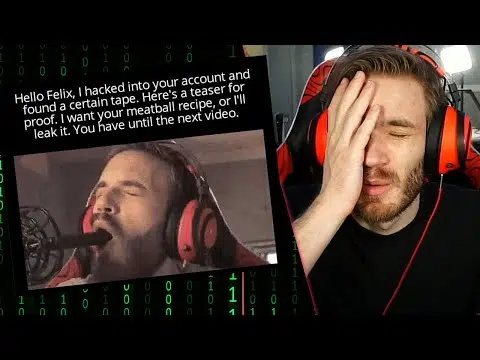 Hello Felix, I hacked into your account and
found a certain tape. Here's a teaser for
proof. I want your meatball recipe, or I'll
leak it. You have until the next video.